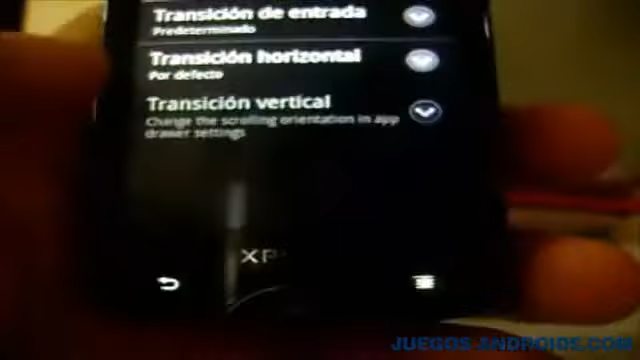 Transición de entrada
Predeterminado
Transición horizontal
Por defecto
Transición vertical
Change the scrolling orientation in app
drawer settings
JUEGOS-ANDROIDE.COM